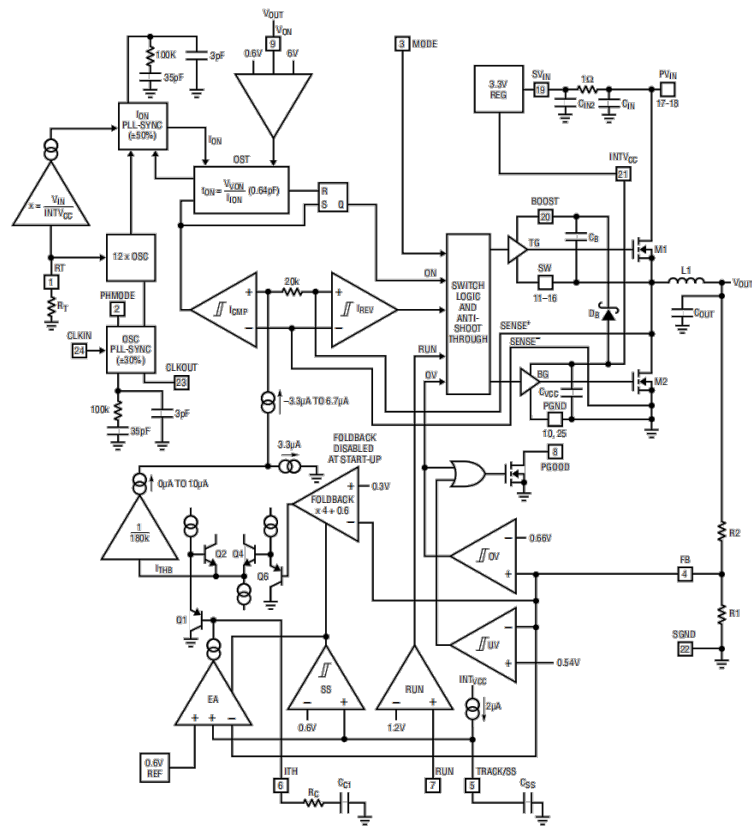 VOUT
VON
9
0.6V
6V
3
MODE
100K
3pF
35pF
ION
PLL-SYNC
(±50%)
ION
OST
tON = VVON / IION (0.64pF)
R
S Q
3.3V
REG
SVIN
19
1Ω
PVIN
17-18
CIN2
CIN
INTVCC
21
x = VIN / INTVCC
12 x OSC
RT
1
RT
PHMODE
2
OSC
PLL-SYNC
(±30%)
CLKIN
24
CLKOUT
23
100k
3pF
35pF
BOOST
20
TG
CB
M1
SW
11–16
L1
VOUT
COUT
DB
ON
SWITCH
LOGIC
AND
ANTI-
SHOOT
THROUGH
RUN
OV
SENSE+
SENSE–
BG
CVCC
M2
PGND
10, 25
20k
+
–
ICMP
+
–
IREV
–3.3µA TO 6.7µA
3.3µA
FOLDBACK
DISABLED
AT START-UP
0µA TO 10µA
+
FOLDBACK
x 4 + 0.6
–
0.3V
8
PGOOD
1
180k
ITHB
Q2
Q4
Q6
Q1
–
0.66V
OV
+
FB
4
R2
R1
SGND
22
–
UV
+
0.54V
EA
+ + –
SS
– +
0.6V
RUN
– +
1.2V
INTVCC
2µA
0.6V
REF
ITH
6
RC
CC1
RUN
7
TRACK/SS
5
CSS